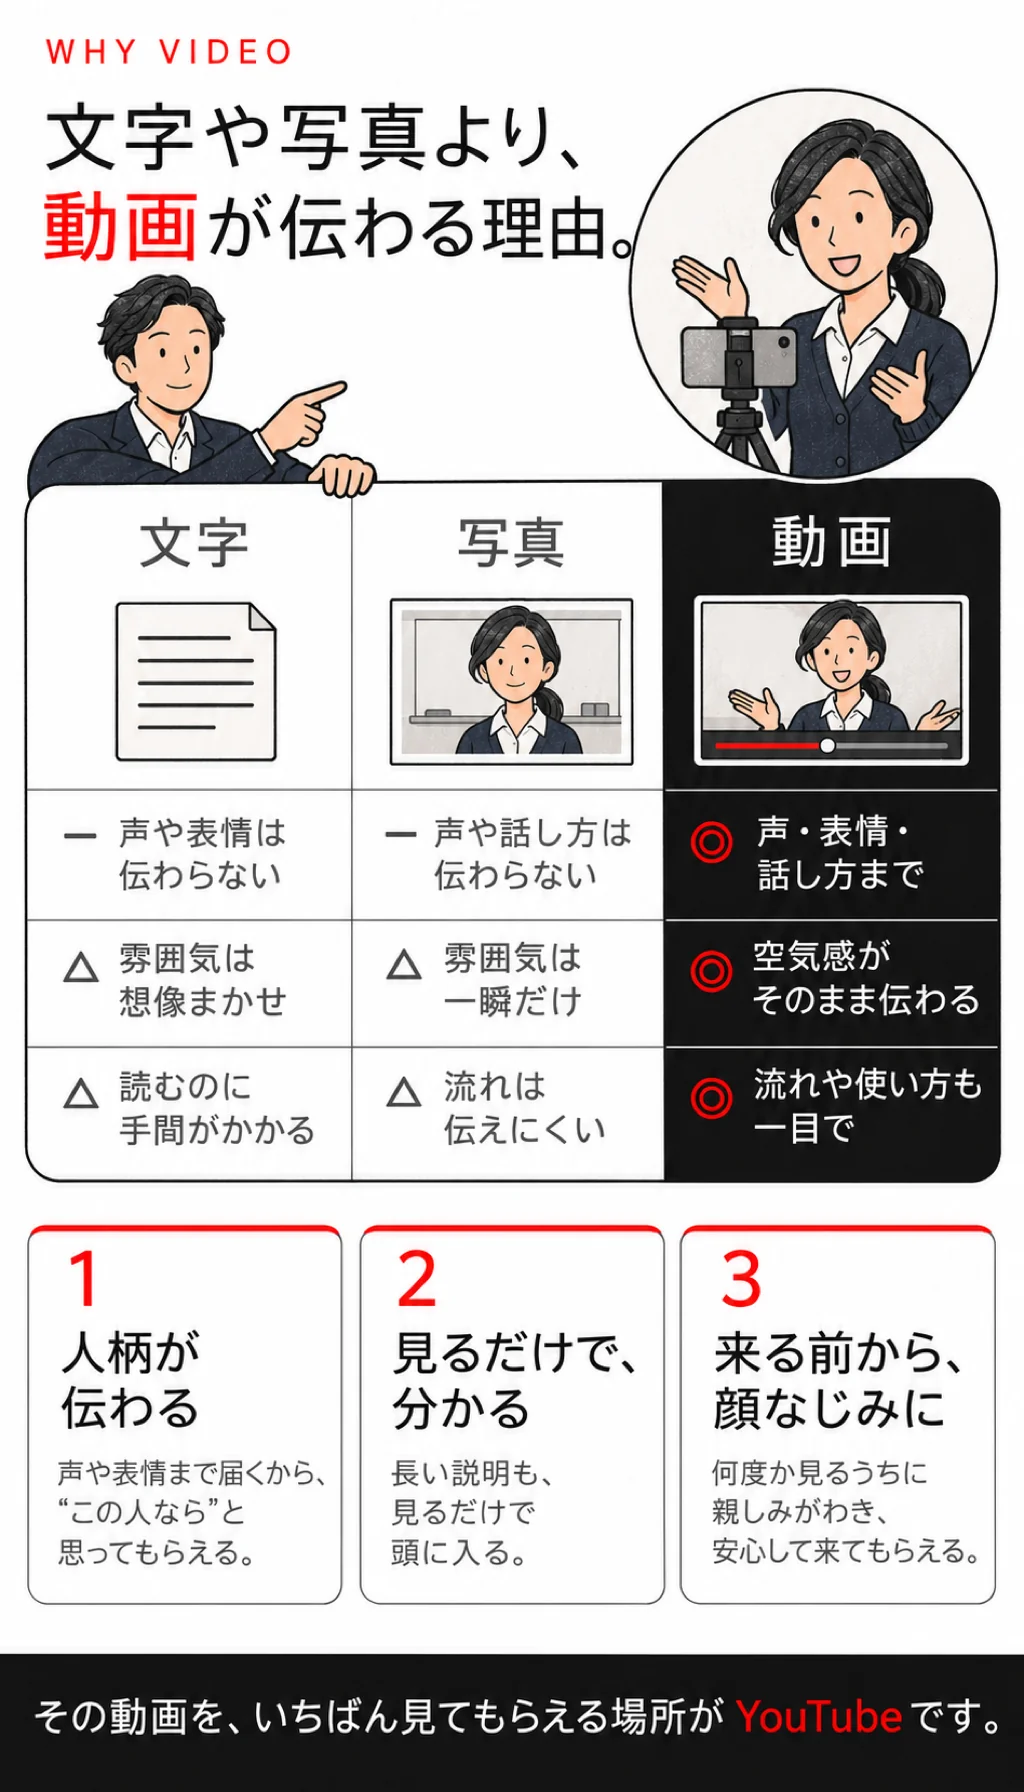 WHY VIDEO
文字や写真より、
動画が伝わる理由。
文字
写真
動画
声や表情は
伝わらない
声や話し方は
伝わらない
声・表情・
話し方まで
雰囲気は
想像まかせ
雰囲気は
一瞬だけ
空気感が
そのまま伝わる
読むのに
手間がかかる
流れは
伝えにくい
流れや使い方も
一目で
1
人柄が
伝わる
声や表情まで届くから、
“この人なら”と
思ってもらえる。
2
見るだけで、
分かる
長い説明も、
見るだけで
頭に入る。
3
来る前から、
顔なじみに
何度か見るうちに
親しみがわき、
安心して来てもらえる。
その動画を、いちばん見てもらえる場所が YouTube です。